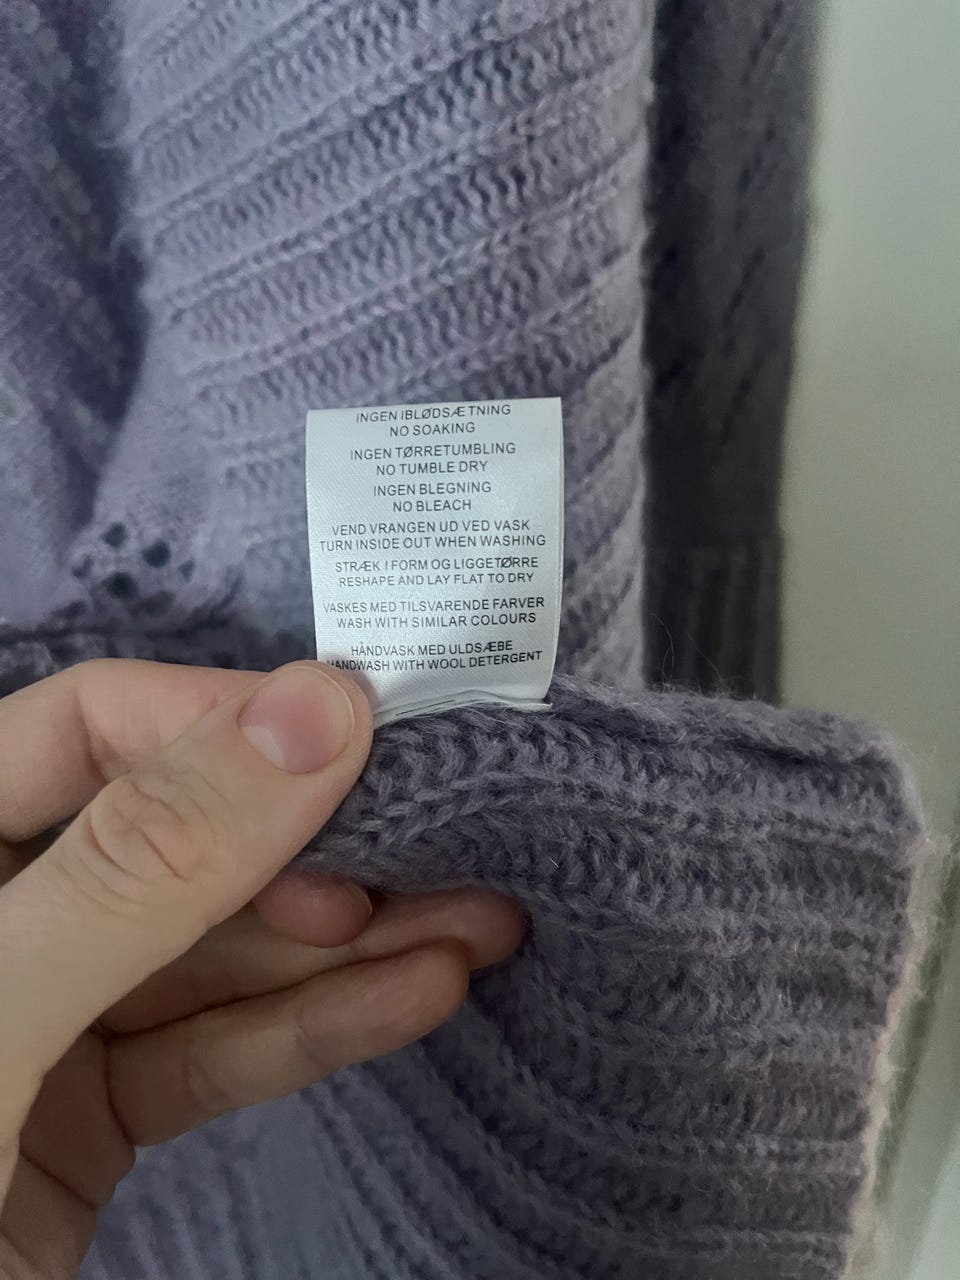 INGEN IBLØDSÆTNING
NO SOAKING
INGEN TØRRETUMBLING
NO TUMBLE DRY
INGEN BLEGNING
NO BLEACH
VEND VRANGEN UD VED VASK
TURN INSIDE OUT WHEN WASHING
STRÆK I FORM OG LIGGETØRRE
RESHAPE AND LAY FLAT TO DRY
VASKES MED TILSVARENDE FARVER
WASH WITH SIMILAR COLOURS
HÅNDVASK MED ULDSÆBE
HANDWASH WITH WOOL DETERGENT